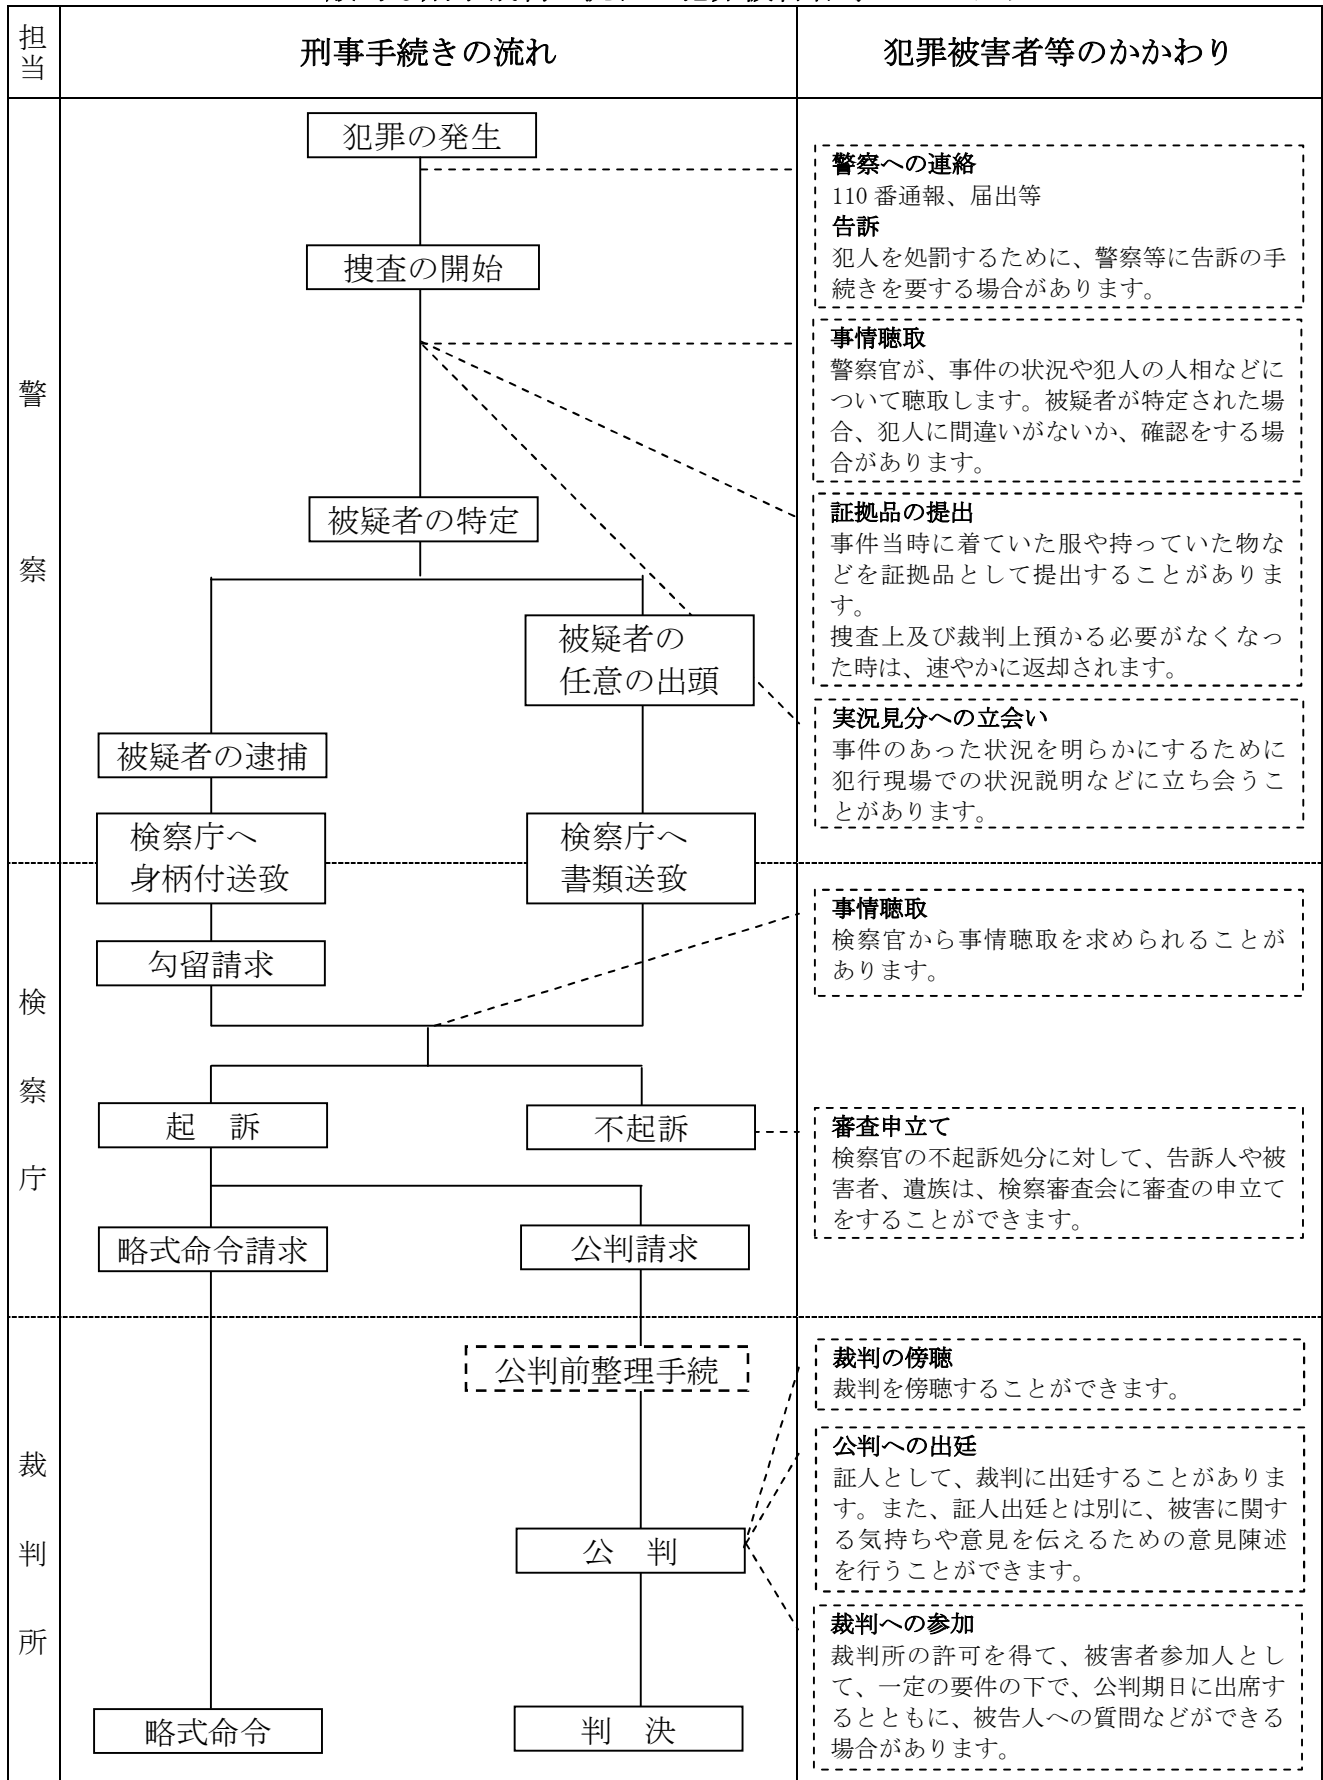 担当
刑事手続きの流れ
犯罪被害者等のかかわり
警察
犯罪の発生
警察への連絡
110 番通報、届出等
告訴
犯人を処罰するために、警察等に告訴の手
続きを要する場合があります。
捜査の開始
事情聴取
警察官が、事件の状況や犯人の人相などに
ついて聴取します。被疑者が特定された場
合、犯人に間違いがないか、確認をする場
合があります。
被疑者の特定
証拠品の提出
事件当時に着ていた服や持っていた物な
どを証拠品として提出することがありま
す。
捜査上及び裁判上預かる必要がなくなっ
た時は、速やかに返却されます。
被疑者の
任意の出頭
実況見分への立会い
事件のあった状況を明らかにするために
犯行現場での状況説明などに立ち会うこ
とがあります。
被疑者の逮捕
検察庁へ
身柄付送致
検察庁へ
書類送致
検察庁
事情聴取
検察官から事情聴取を求められることが
あります。
勾留請求
起 訴
不起訴
審査申立て
検察官の不起訴処分に対して、告訴人や被
害者、遺族は、検察審査会に審査の申立て
をすることができます。
略式命令請求
公判請求
裁判所
公判前整理手続
裁判の傍聴
裁判を傍聴することができます。
公判への出廷
証人として、裁判に出廷することがありま
す。また、証人出廷とは別に、被害に関す
る気持ちや意見を伝えるための意見陳述
を行うことができます。
公 判
裁判への参加
裁判所の許可を得て、被害者参加人とし
て、一定の要件の下で、公判期日に出席す
るとともに、被告人への質問などができる
場合があります。
略式命令
判 決